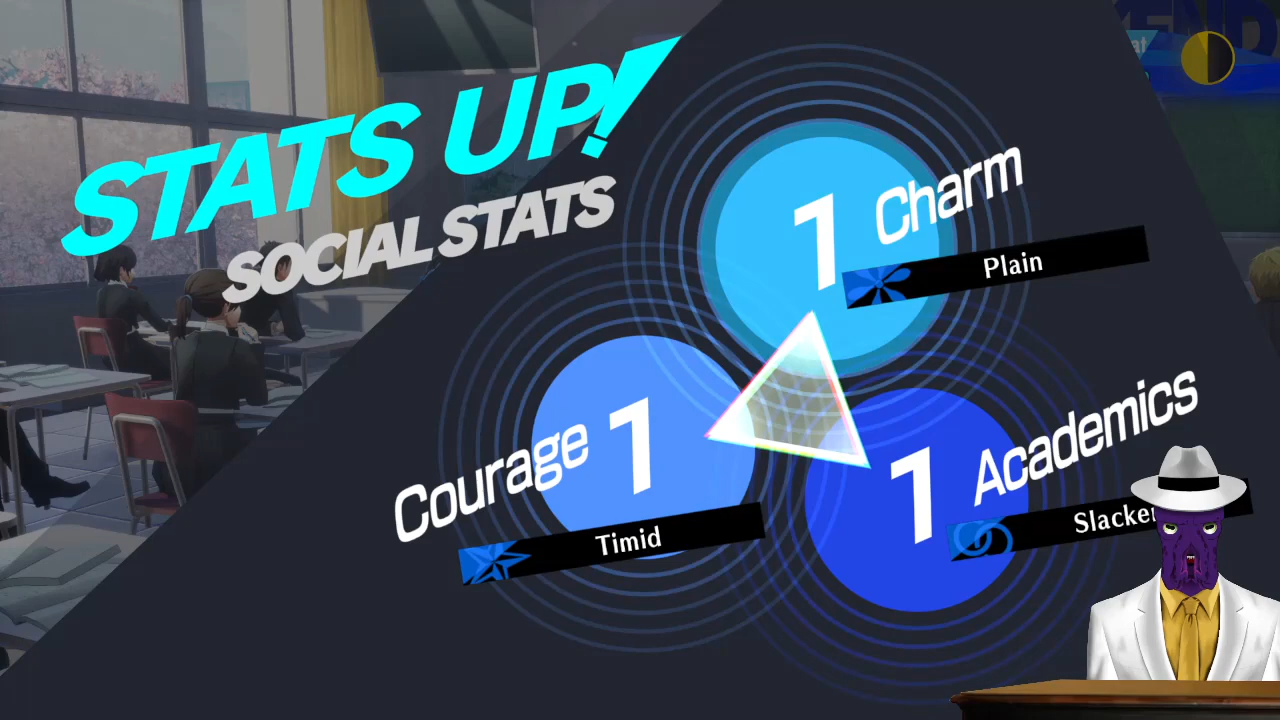 STATS UP!
SOCIAL STATS
1 Charm
Plain
Courage 1
Timid
1 Academics